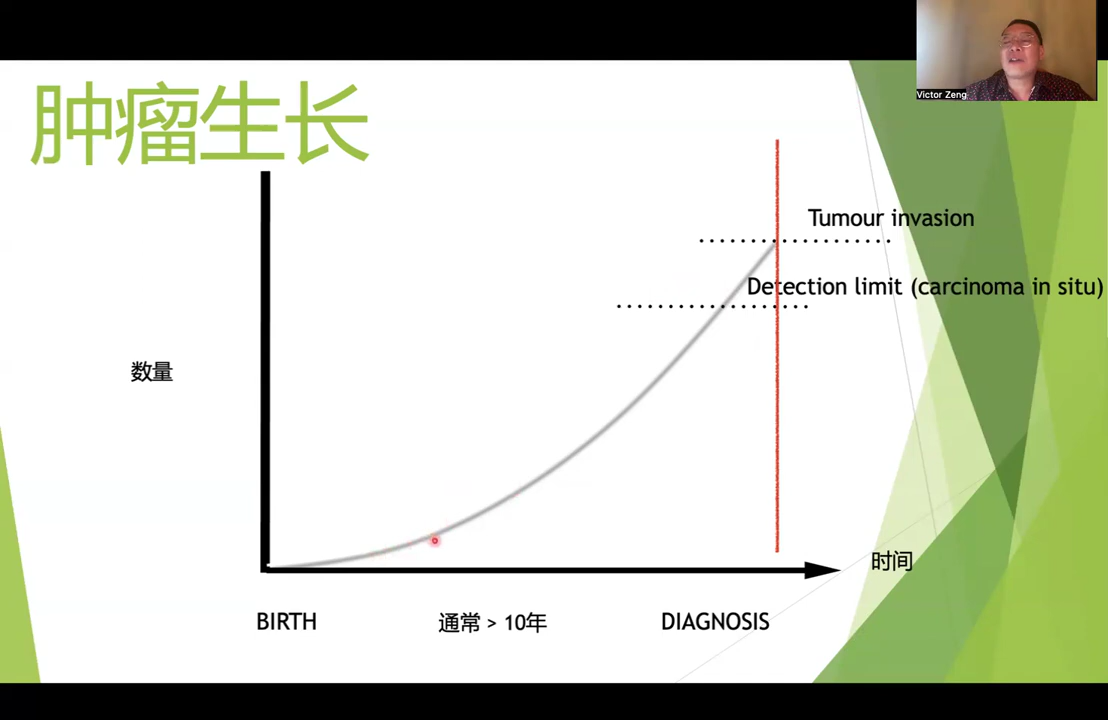 Victor Zeng
肿瘤生长
Tumour invasion
Detection limit (carcinoma in situ)
数量
时间
BIRTH
通常 > 10年
DIAGNOSIS